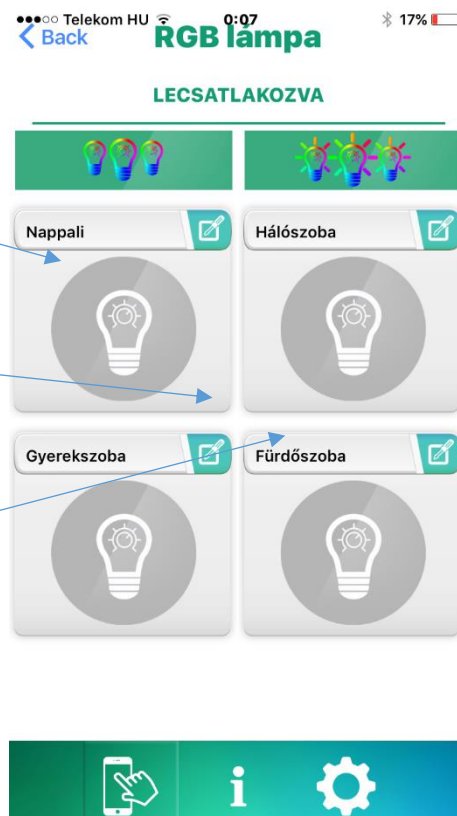 Telekom HU 0:07 17%
Back RGB lámpa
LECSATLAKOZVA
Nappali Hálószoba
Gyerekszoba Fürdőszoba
i